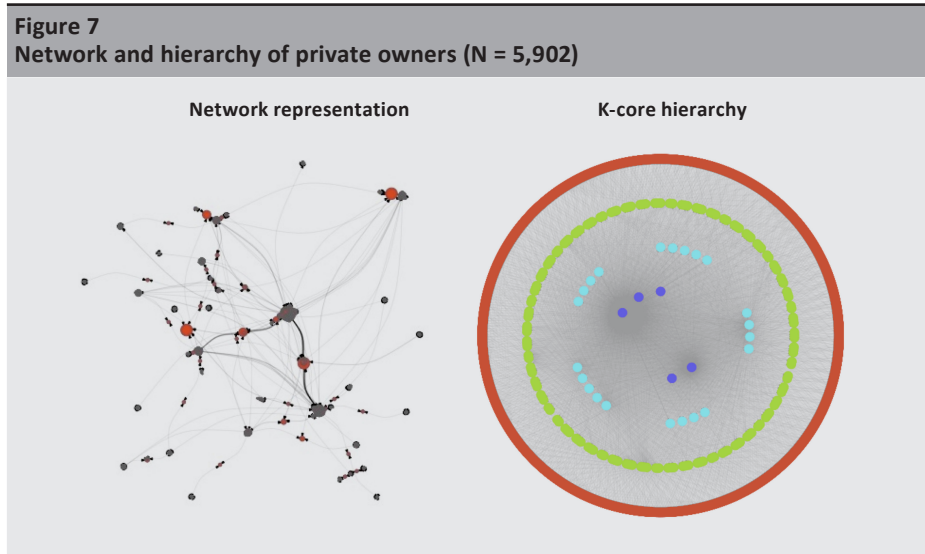 Figure 7
Network and hierarchy of private owners (N = 5,902)
Network representation
K-core hierarchy